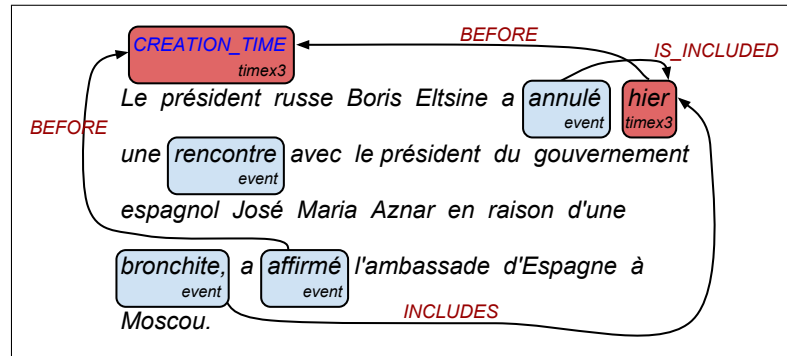 BEFORE
CREATION_TIME
IS_INCLUDED
timex3
Le président russe Boris Eltsine a annulé hier
event timex3
BEFORE
une rencontre avec le président du gouvernement
event
espagnol José Maria Aznar en raison d'une
bronchite, a affirmé l'ambassade d'Espagne à
event event
INCLUDES
Moscou.